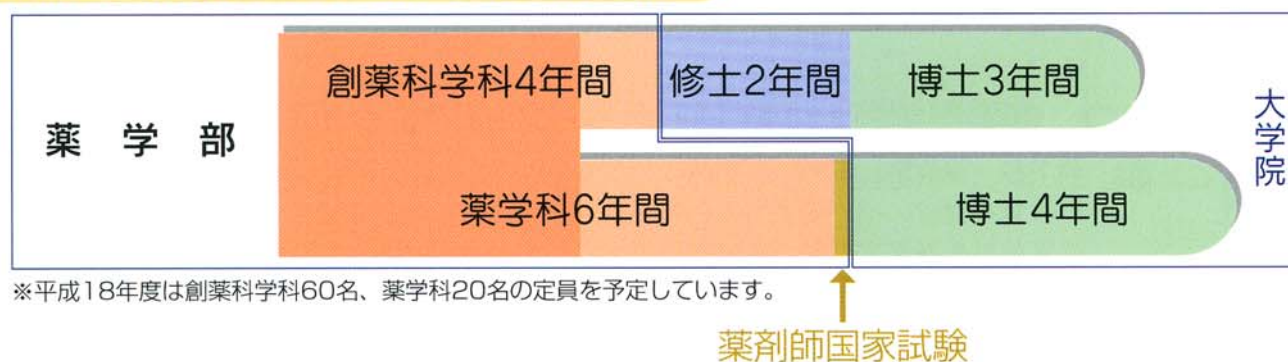 創薬科学科4年間
修士2年間
博士3年間
薬学部
大学院
薬学科6年間
博士4年間
※平成18年度は創薬科学科60名、薬学科20名の定員を予定しています。
薬剤師国家試験